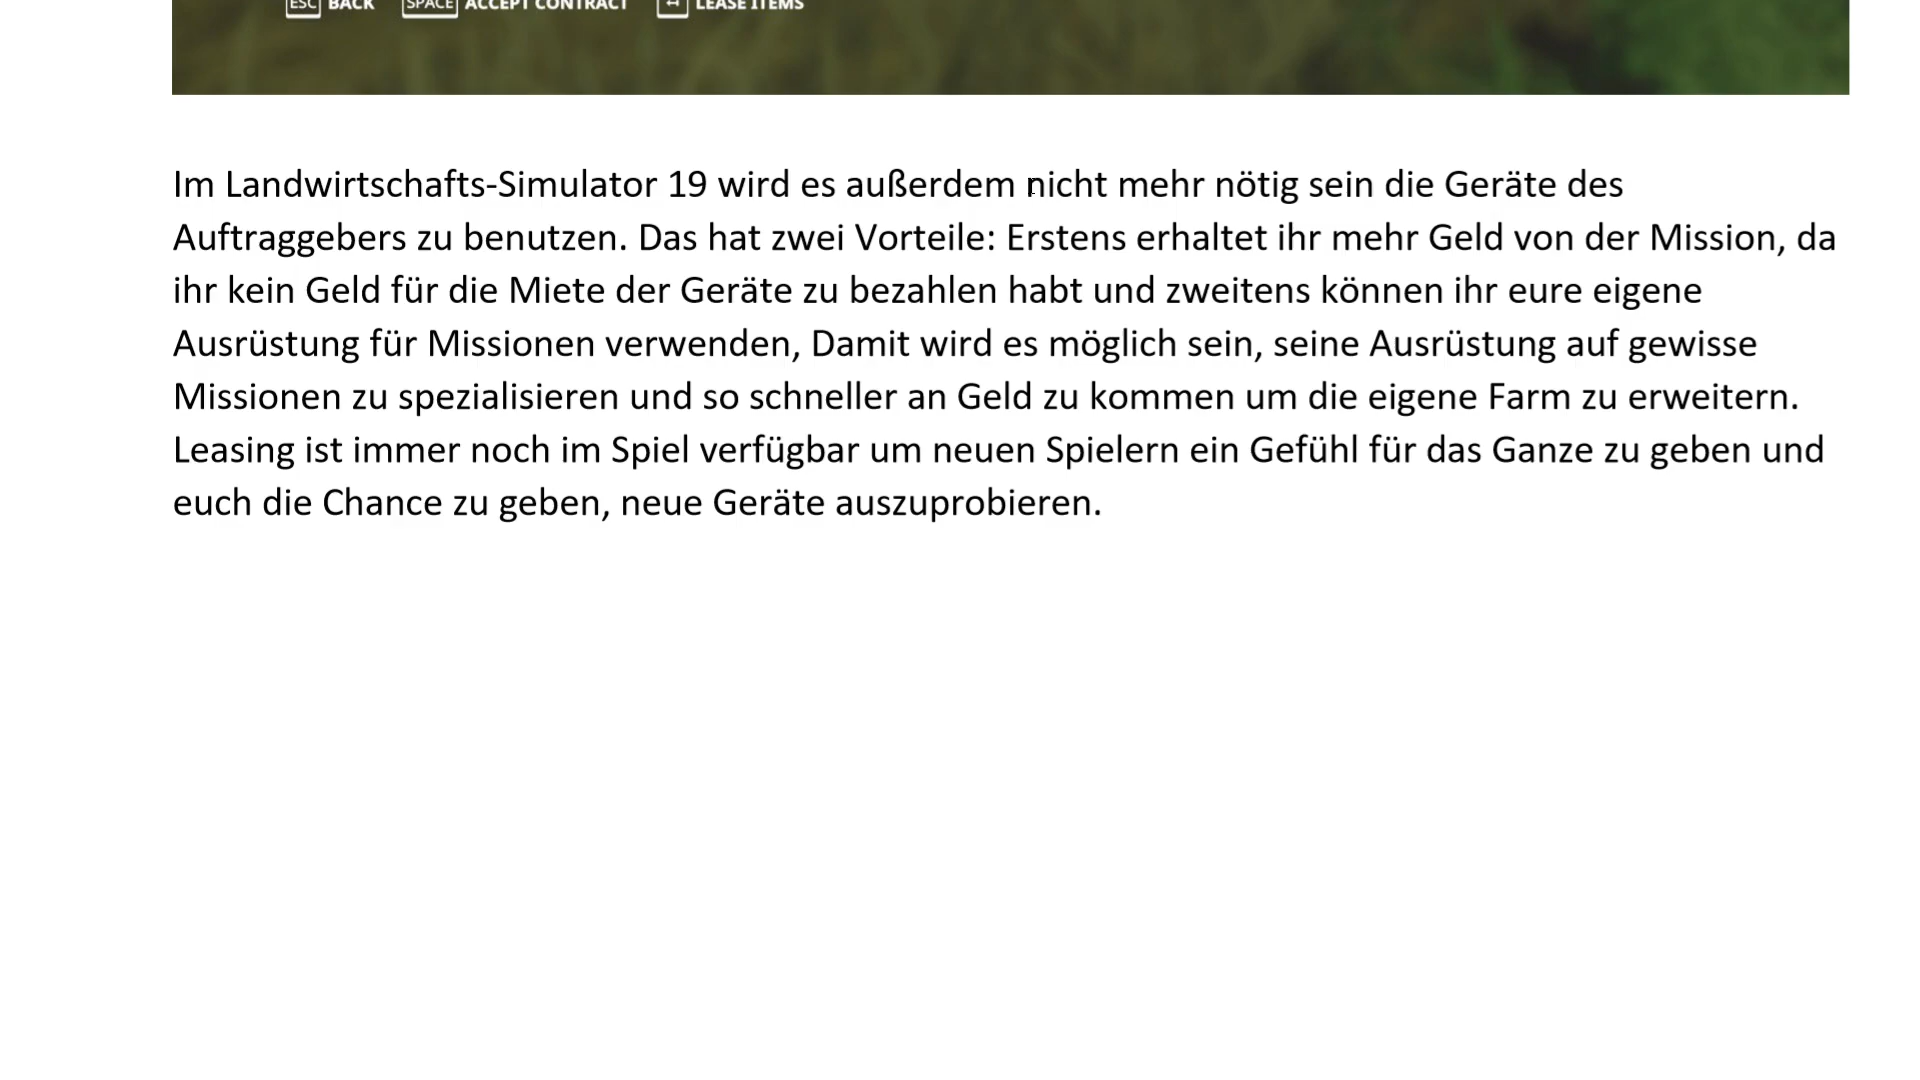 ESC BACK SPACE ACCEPT CONTRACT LEASE ITEMS
Im Landwirtschafts-Simulator 19 wird es außerdem nicht mehr nötig sein die Geräte des
Auftraggebers zu benutzen. Das hat zwei Vorteile: Erstens erhaltet ihr mehr Geld von der Mission, da
ihr kein Geld für die Miete der Geräte zu bezahlen habt und zweitens können ihr eure eigene
Ausrüstung für Missionen verwenden, Damit wird es möglich sein, seine Ausrüstung auf gewisse
Missionen zu spezialisieren und so schneller an Geld zu kommen um die eigene Farm zu erweitern.
Leasing ist immer noch im Spiel verfügbar um neuen Spielern ein Gefühl für das Ganze zu geben und
euch die Chance zu geben, neue Geräte auszuprobieren.